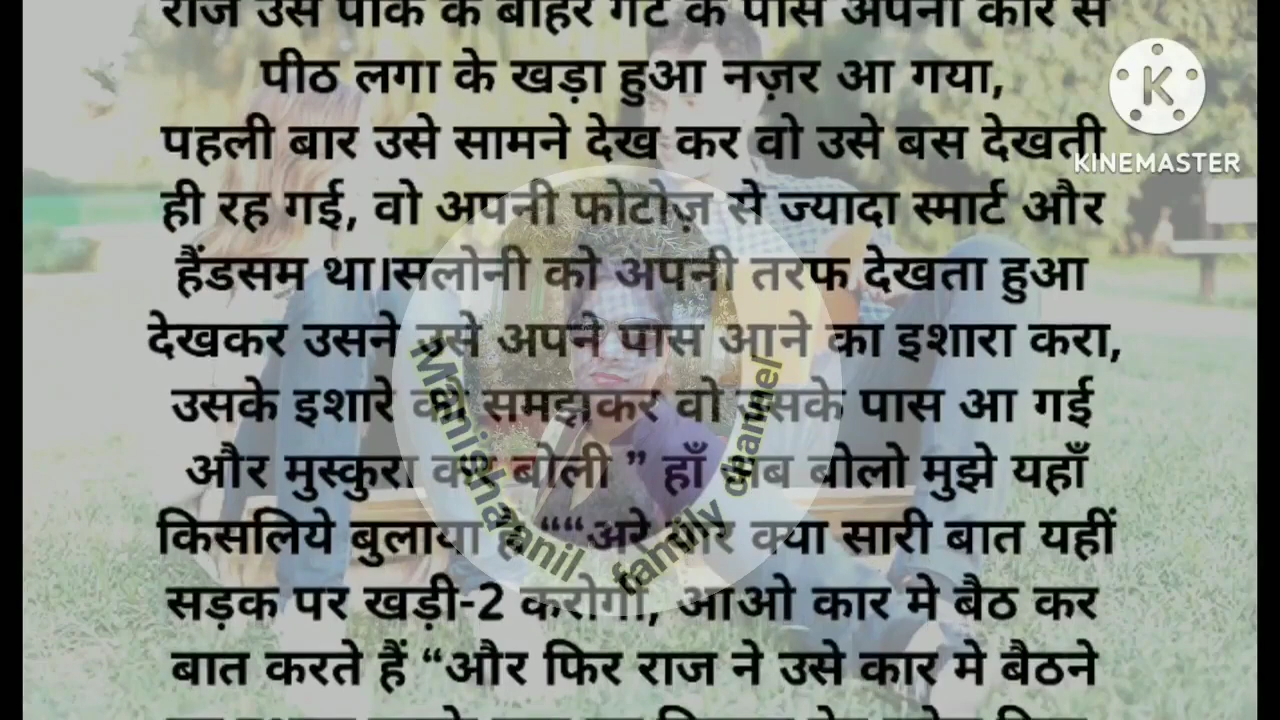 राज उस पार्क के बाहर गेट के पास अपनी कार से
पीठ लगा के खड़ा हुआ नज़र आ गया,
पहली बार उसे सामने देख कर वो उसे बस देखती
ही रह गई, वो अपनी फोटोज़ से ज्यादा स्मार्ट और
हैंडसम था।सलोनी को अपनी तरफ देखता हुआ
देखकर उसने उसे अपने पास आने का इशारा करा,
उसके इशारे को समझकर वो उसके पास आ गई
और मुस्कुरा कर बोली ” हाँ अब बोलो मुझे यहाँ
किसलिये बुलाया है ““अरे यार क्या सारी बात यहीं
सड़क पर खड़ी-2 करोगी, आओ कार मे बैठ कर
बात करते हैं “और फिर राज ने उसे कार मे बैठने
KINEMASTER
Manisha anil family channel